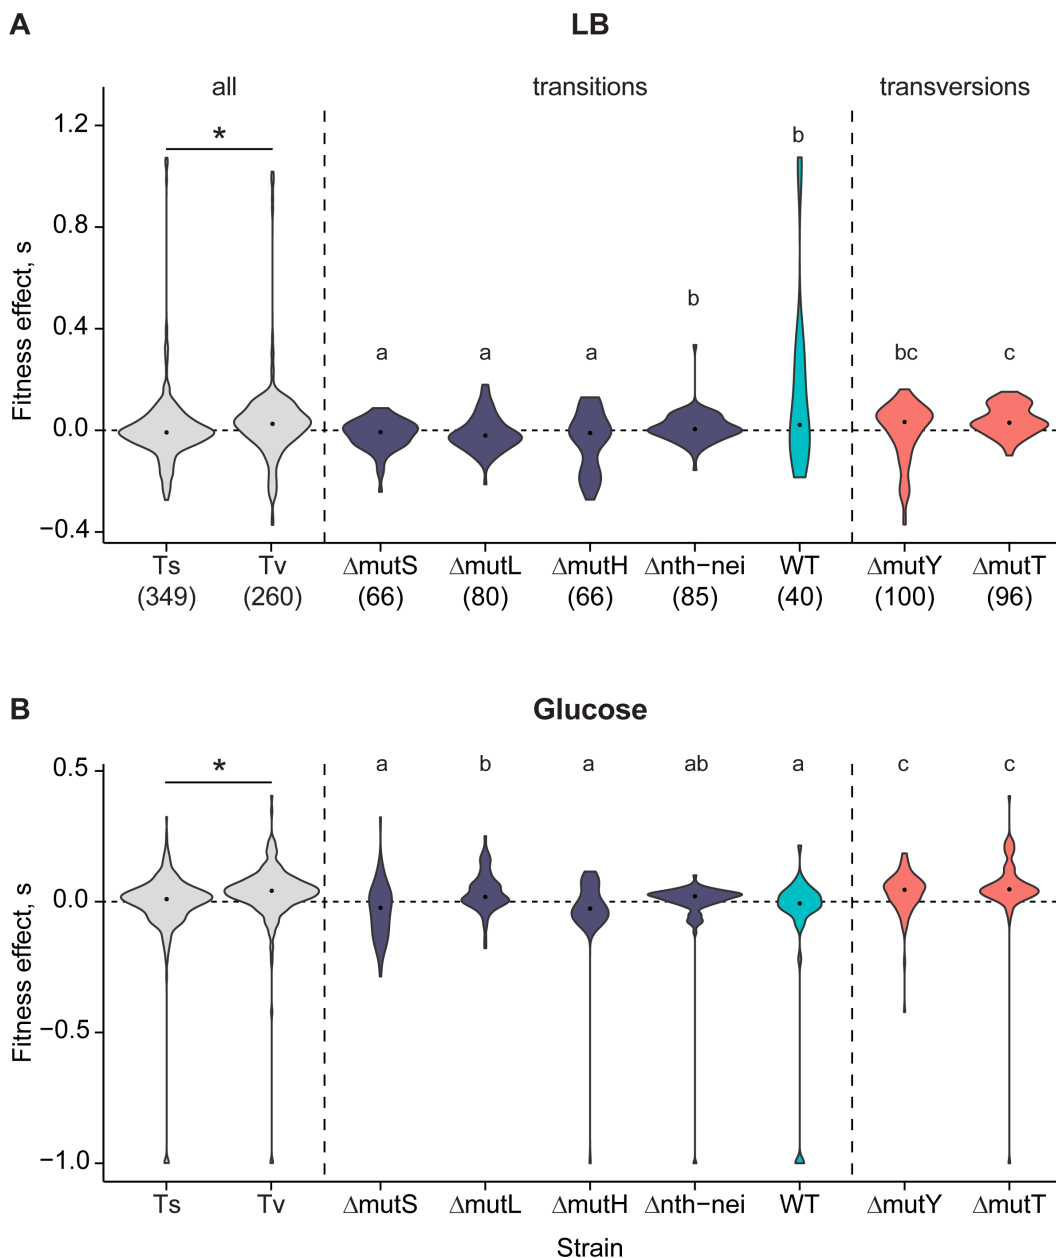 A
LB
all
transitions
transversions
Fitness effect, s
1.2
0.8
0.4
0.0
−0.4
*
a
a
a
b
b
bc
c
Ts
Tv
ΔmutS
ΔmutL
ΔmutH
Δnth−nei
WT
ΔmutY
ΔmutT
(349)
(260)
(66)
(80)
(66)
(85)
(40)
(100)
(96)
B
Glucose
Fitness effect, s
0.5
0.0
−0.5
−1.0
*
a
b
a
ab
a
c
c
Ts
Tv
ΔmutS
ΔmutL
ΔmutH
Δnth−nei
WT
ΔmutY
ΔmutT
Strain